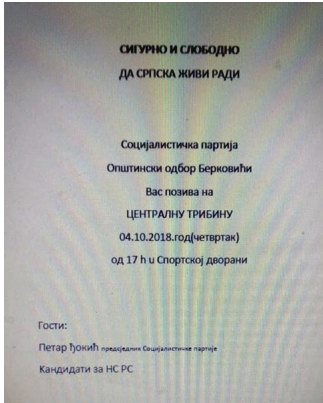 СИГУРНО И СЛОБОДНО
ДА СРПСКА ЖИВИ РАДИ
Социјалистичка партија
Општински одбор Берковићи
Вас позива на
ЦЕНТРАЛНУ ТРИБИНУ
04.10.2018.год(четвртак)
од 17 h u Спортској дворани
Гости:
Петар Ђокић предсједник Социјалистичке партије
Кандидати за НС РС